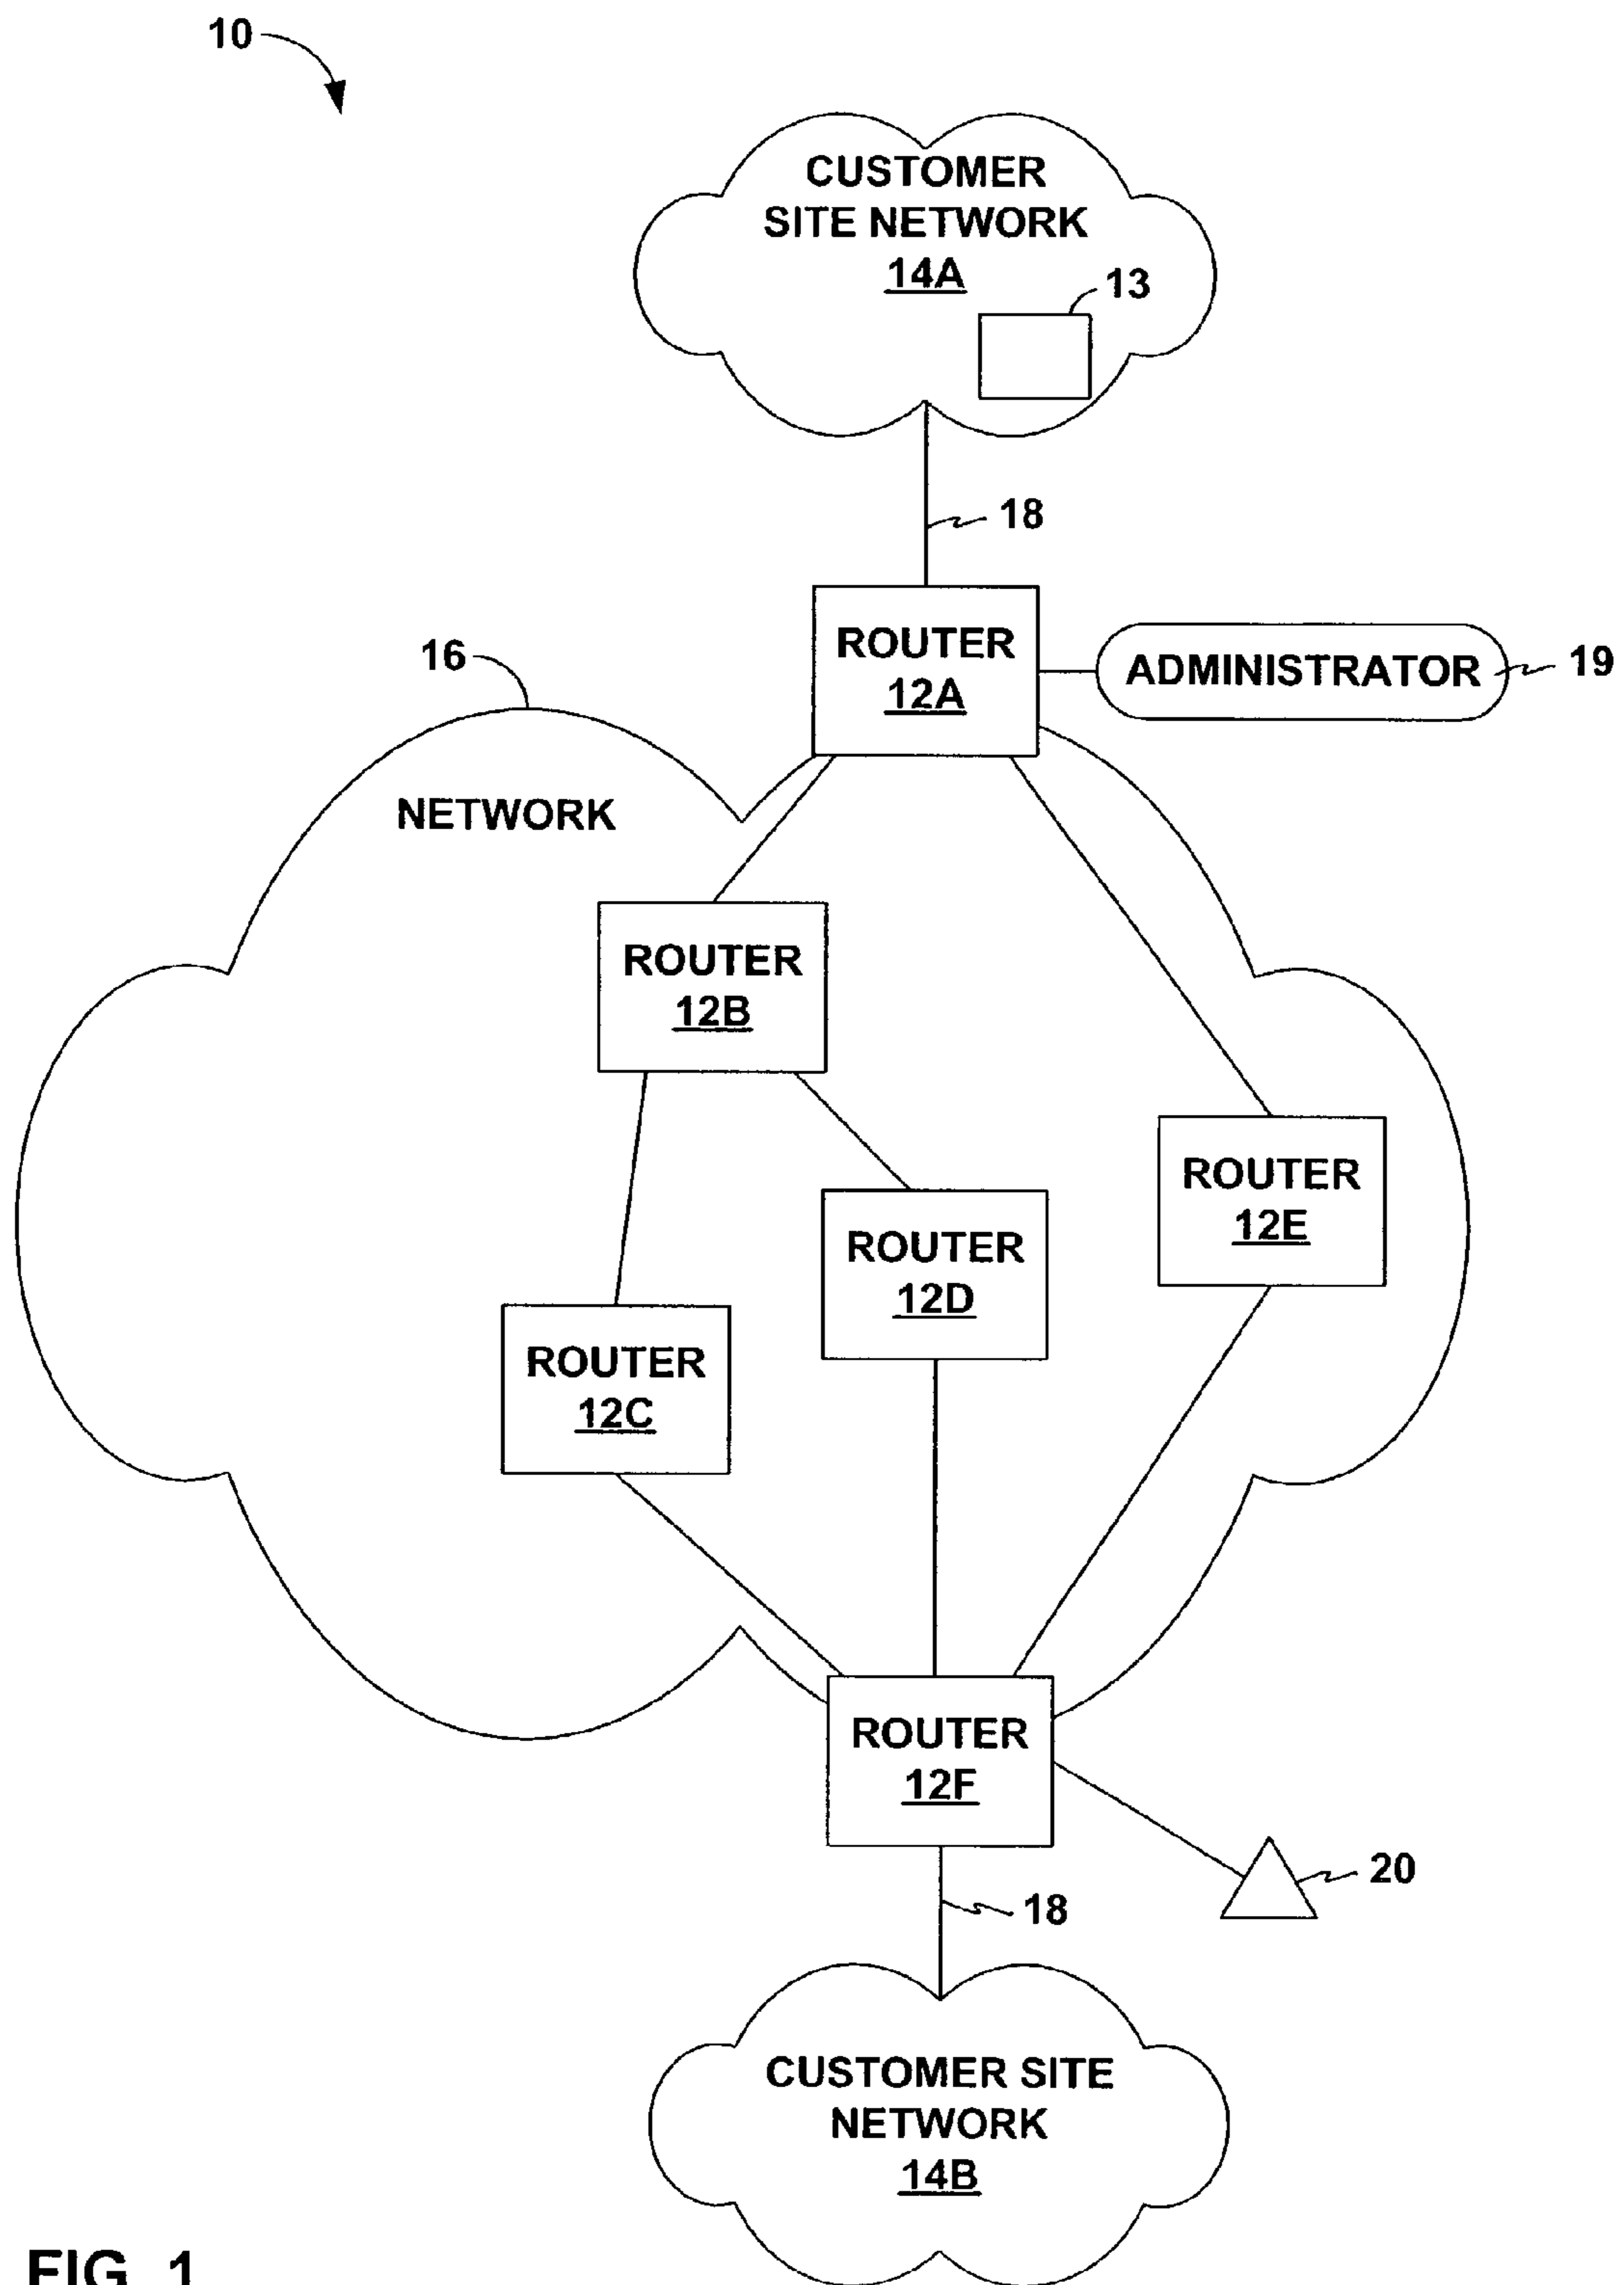 10
CUSTOMER
SITE NETWORK
14A
13
18
ROUTER
12A
ADMINISTRATOR
19
16
NETWORK
ROUTER
12B
ROUTER
12E
ROUTER
12D
ROUTER
12C
ROUTER
12F
20
18
CUSTOMER SITE
NETWORK
14B
FIG. 1